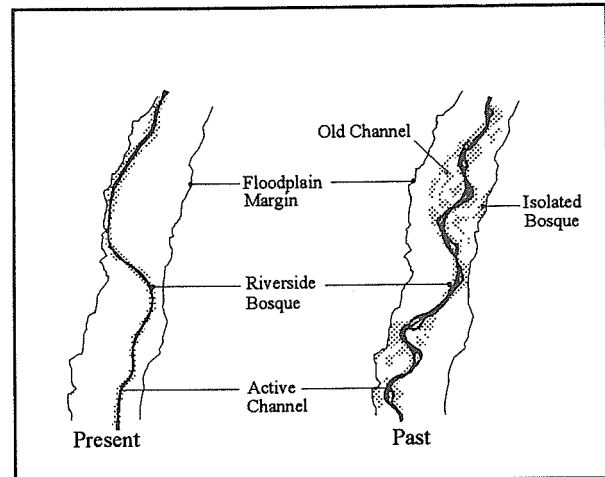 Old Channel
Floodplain
Margin
Isolated
Bosque
Riverside
Bosque
Active
Channel
Present
Past